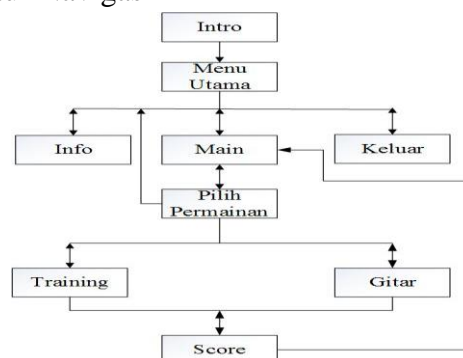 Intro
Menu
Utama
Info
Main
Keluar
Pilih
Permainan
Training
Gitar
Score